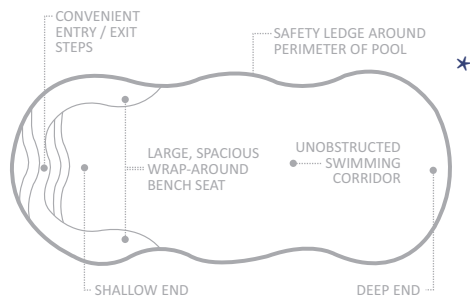 CONVENIENT
ENTRY / EXIT
STEPS
SAFETY LEDGE AROUND
PERIMETER OF POOL
*
LARGE, SPACIOUS
WRAP-AROUND
BENCH SEAT
UNOBSTRUCTED
SWIMMING
CORRIDOR
SHALLOW END
DEEP END